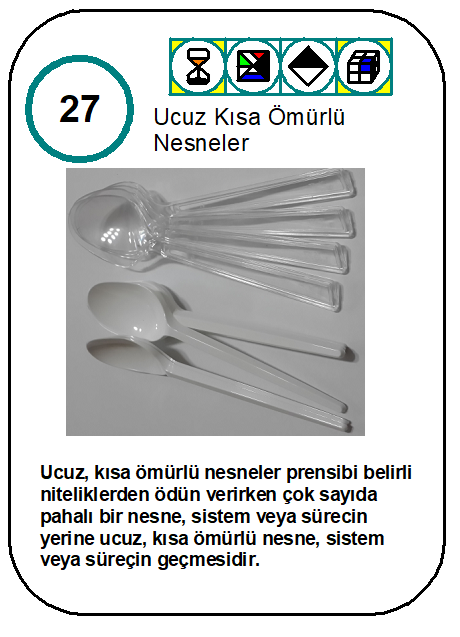 27
Ucuz Kısa Ömürlü
Nesneler
Ucuz, kısa ömürlü nesneler prensibi belirli
niteliklerden ödün verirken çok sayıda
pahalı bir nesne, sistem veya sürecin
yerine ucuz, kısa ömürlü nesne, sistem
veya süreçin geçmesidir.